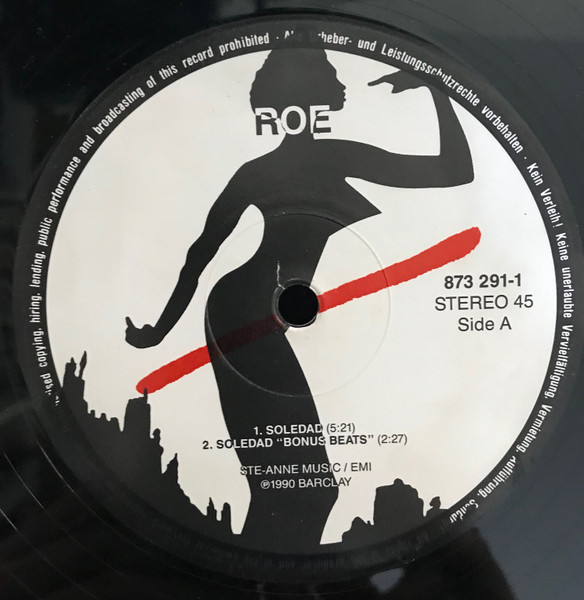 ROE
873 291-1
STEREO 45
Side A
1. SOLEDAD (5:21)
2. SOLEDAD "BONUS BEATS" (2:27)
STE-ANNE MUSIC / EMI
℗1990 BARCLAY
copying, hiring, lending, public performance and broadcasting of this record prohibited · und Leistungsschutzrechte vorbehalten · Kein Verleih! Keine unerlaubte Vervielfältigung, Vermietung, Aufführung,